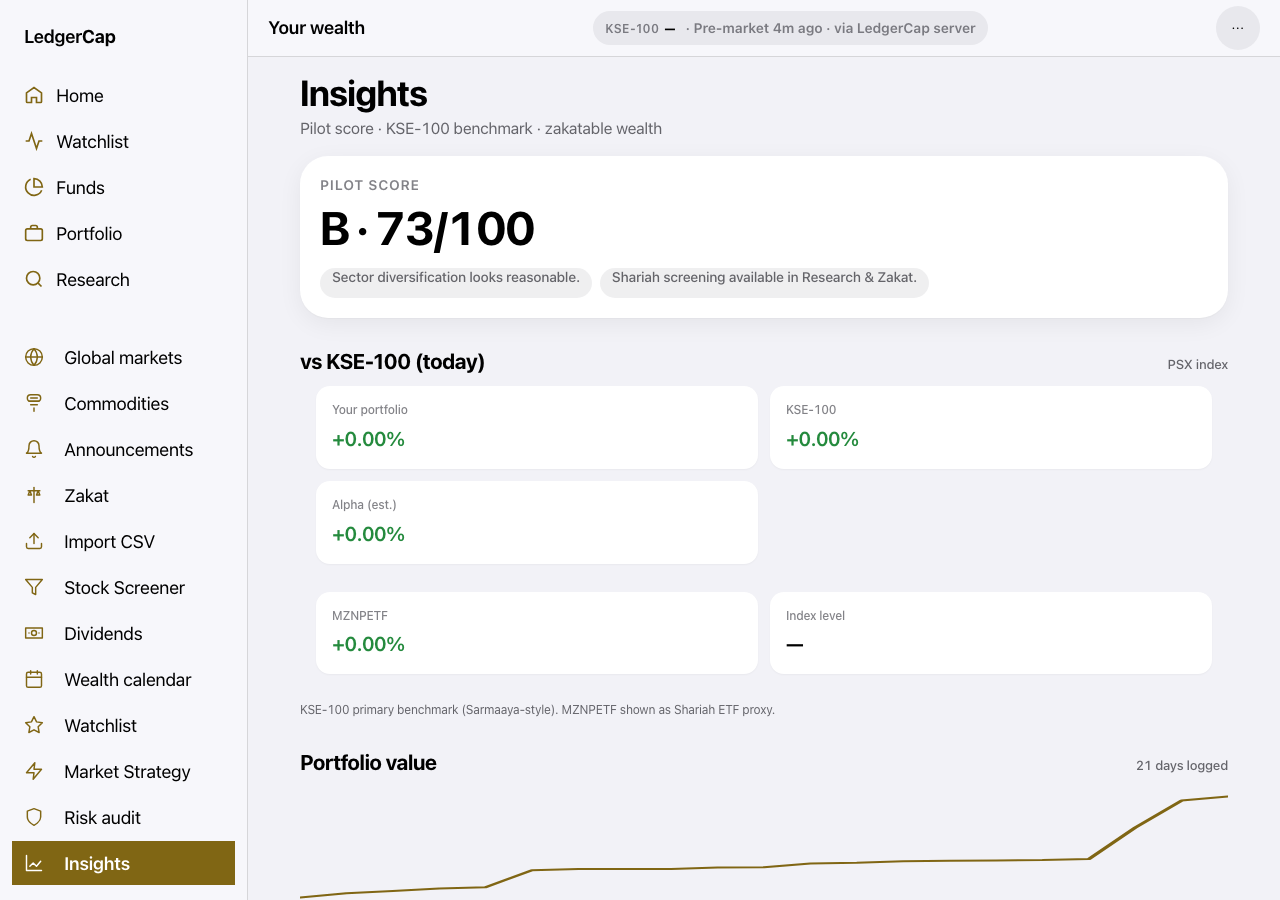 LedgerCap
Home
Watchlist
Funds
Portfolio
Research
Global markets
Commodities
Announcements
Zakat
Import CSV
Stock Screener
Dividends
Wealth calendar
Watchlist
Market Strategy
Risk audit
Insights
Your wealth
KSE-100 — · Pre-market 4m ago · via LedgerCap server
...
Insights
Pilot score · KSE-100 benchmark · zakatable wealth
PILOT SCORE
B · 73/100
Sector diversification looks reasonable.
Shariah screening available in Research & Zakat.
vs KSE-100 (today)
PSX index
Your portfolio
+0.00%
KSE-100
+0.00%
Alpha (est.)
+0.00%
MZNPETF
+0.00%
Index level
—
KSE-100 primary benchmark (Sarmaaya-style). MZNPETF shown as Shariah ETF proxy.
Portfolio value
21 days logged